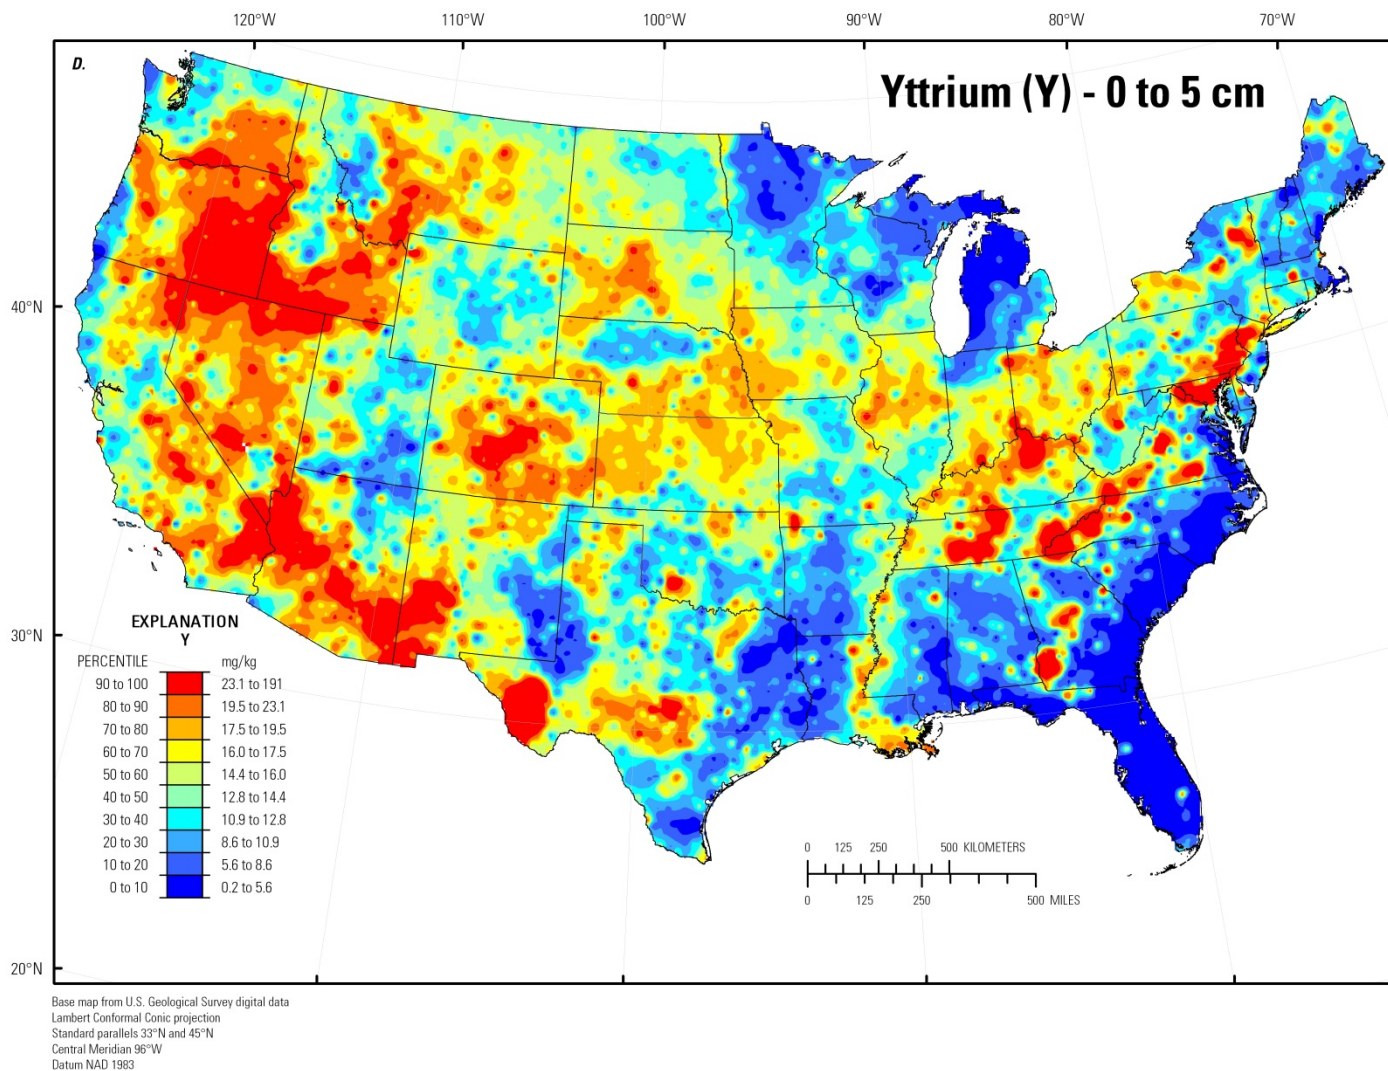 120°W 110°W 100°W 90°W 80°W 70°W
D.
Yttrium (Y) - 0 to 5 cm
40°N
30°N
20°N
EXPLANATION
Y
PERCENTILE mg/kg
90 to 100 23.1 to 191
80 to 90 19.5 to 23.1
70 to 80 17.5 to 19.5
60 to 70 16.0 to 17.5
50 to 60 14.4 to 16.0
40 to 50 12.8 to 14.4
30 to 40 10.9 to 12.8
20 to 30 8.6 to 10.9
10 to 20 5.6 to 8.6
0 to 10 0.2 to 5.6
0 125 250 500 KILOMETERS
0 125 250 500 MILES
Base map from U.S. Geological Survey digital data
Lambert Conformal Conic projection
Standard parallels 33°N and 45°N
Central Meridian 96°W
Datum NAD 1983